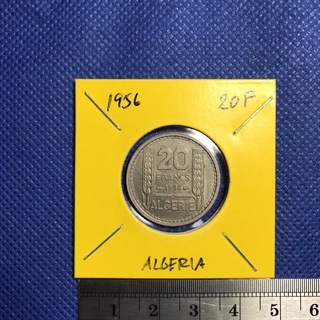 1956 20F
20
FRANCS
1956
ALGERIE
ALGERIA
1 2 3 4 5 6